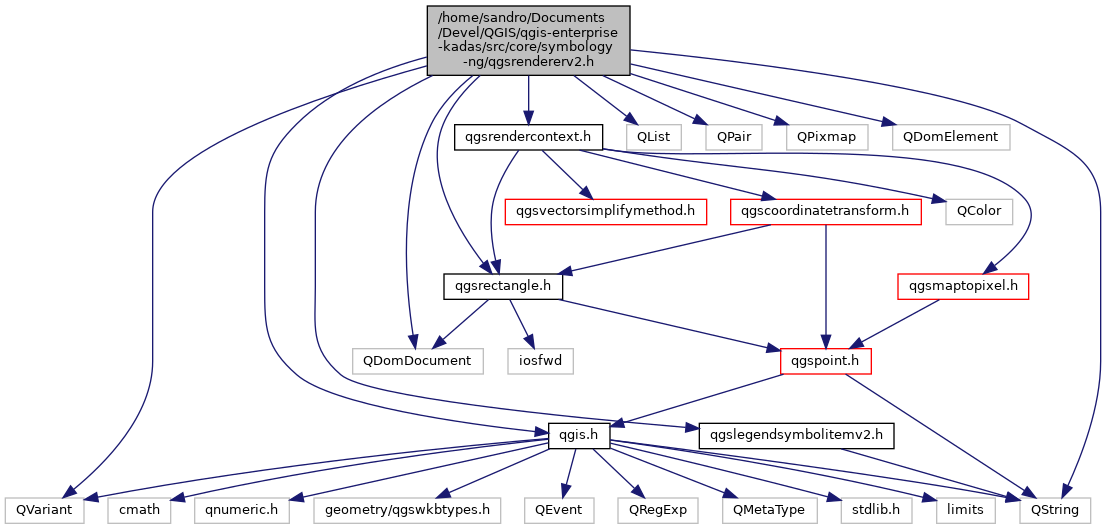 /home/sandro/Documents
/Devel/QGIS/qgis-enterprise
-kadas/src/core/symbology
-ng/qgsrendererv2.h
qgsrendercontext.h
QList
QPair
QPixmap
QDomElement
qgsvectorsimplifymethod.h
qgscoordinatetransform.h
QColor
qgsrectangle.h
qgsmaptopixel.h
QDomDocument
iosfwd
qgspoint.h
qgis.h
qgslegendsymbolitemv2.h
QVariant
cmath
qnumeric.h
geometry/qgswkbtypes.h
QEvent
QRegExp
QMetaType
stdlib.h
limits
QString